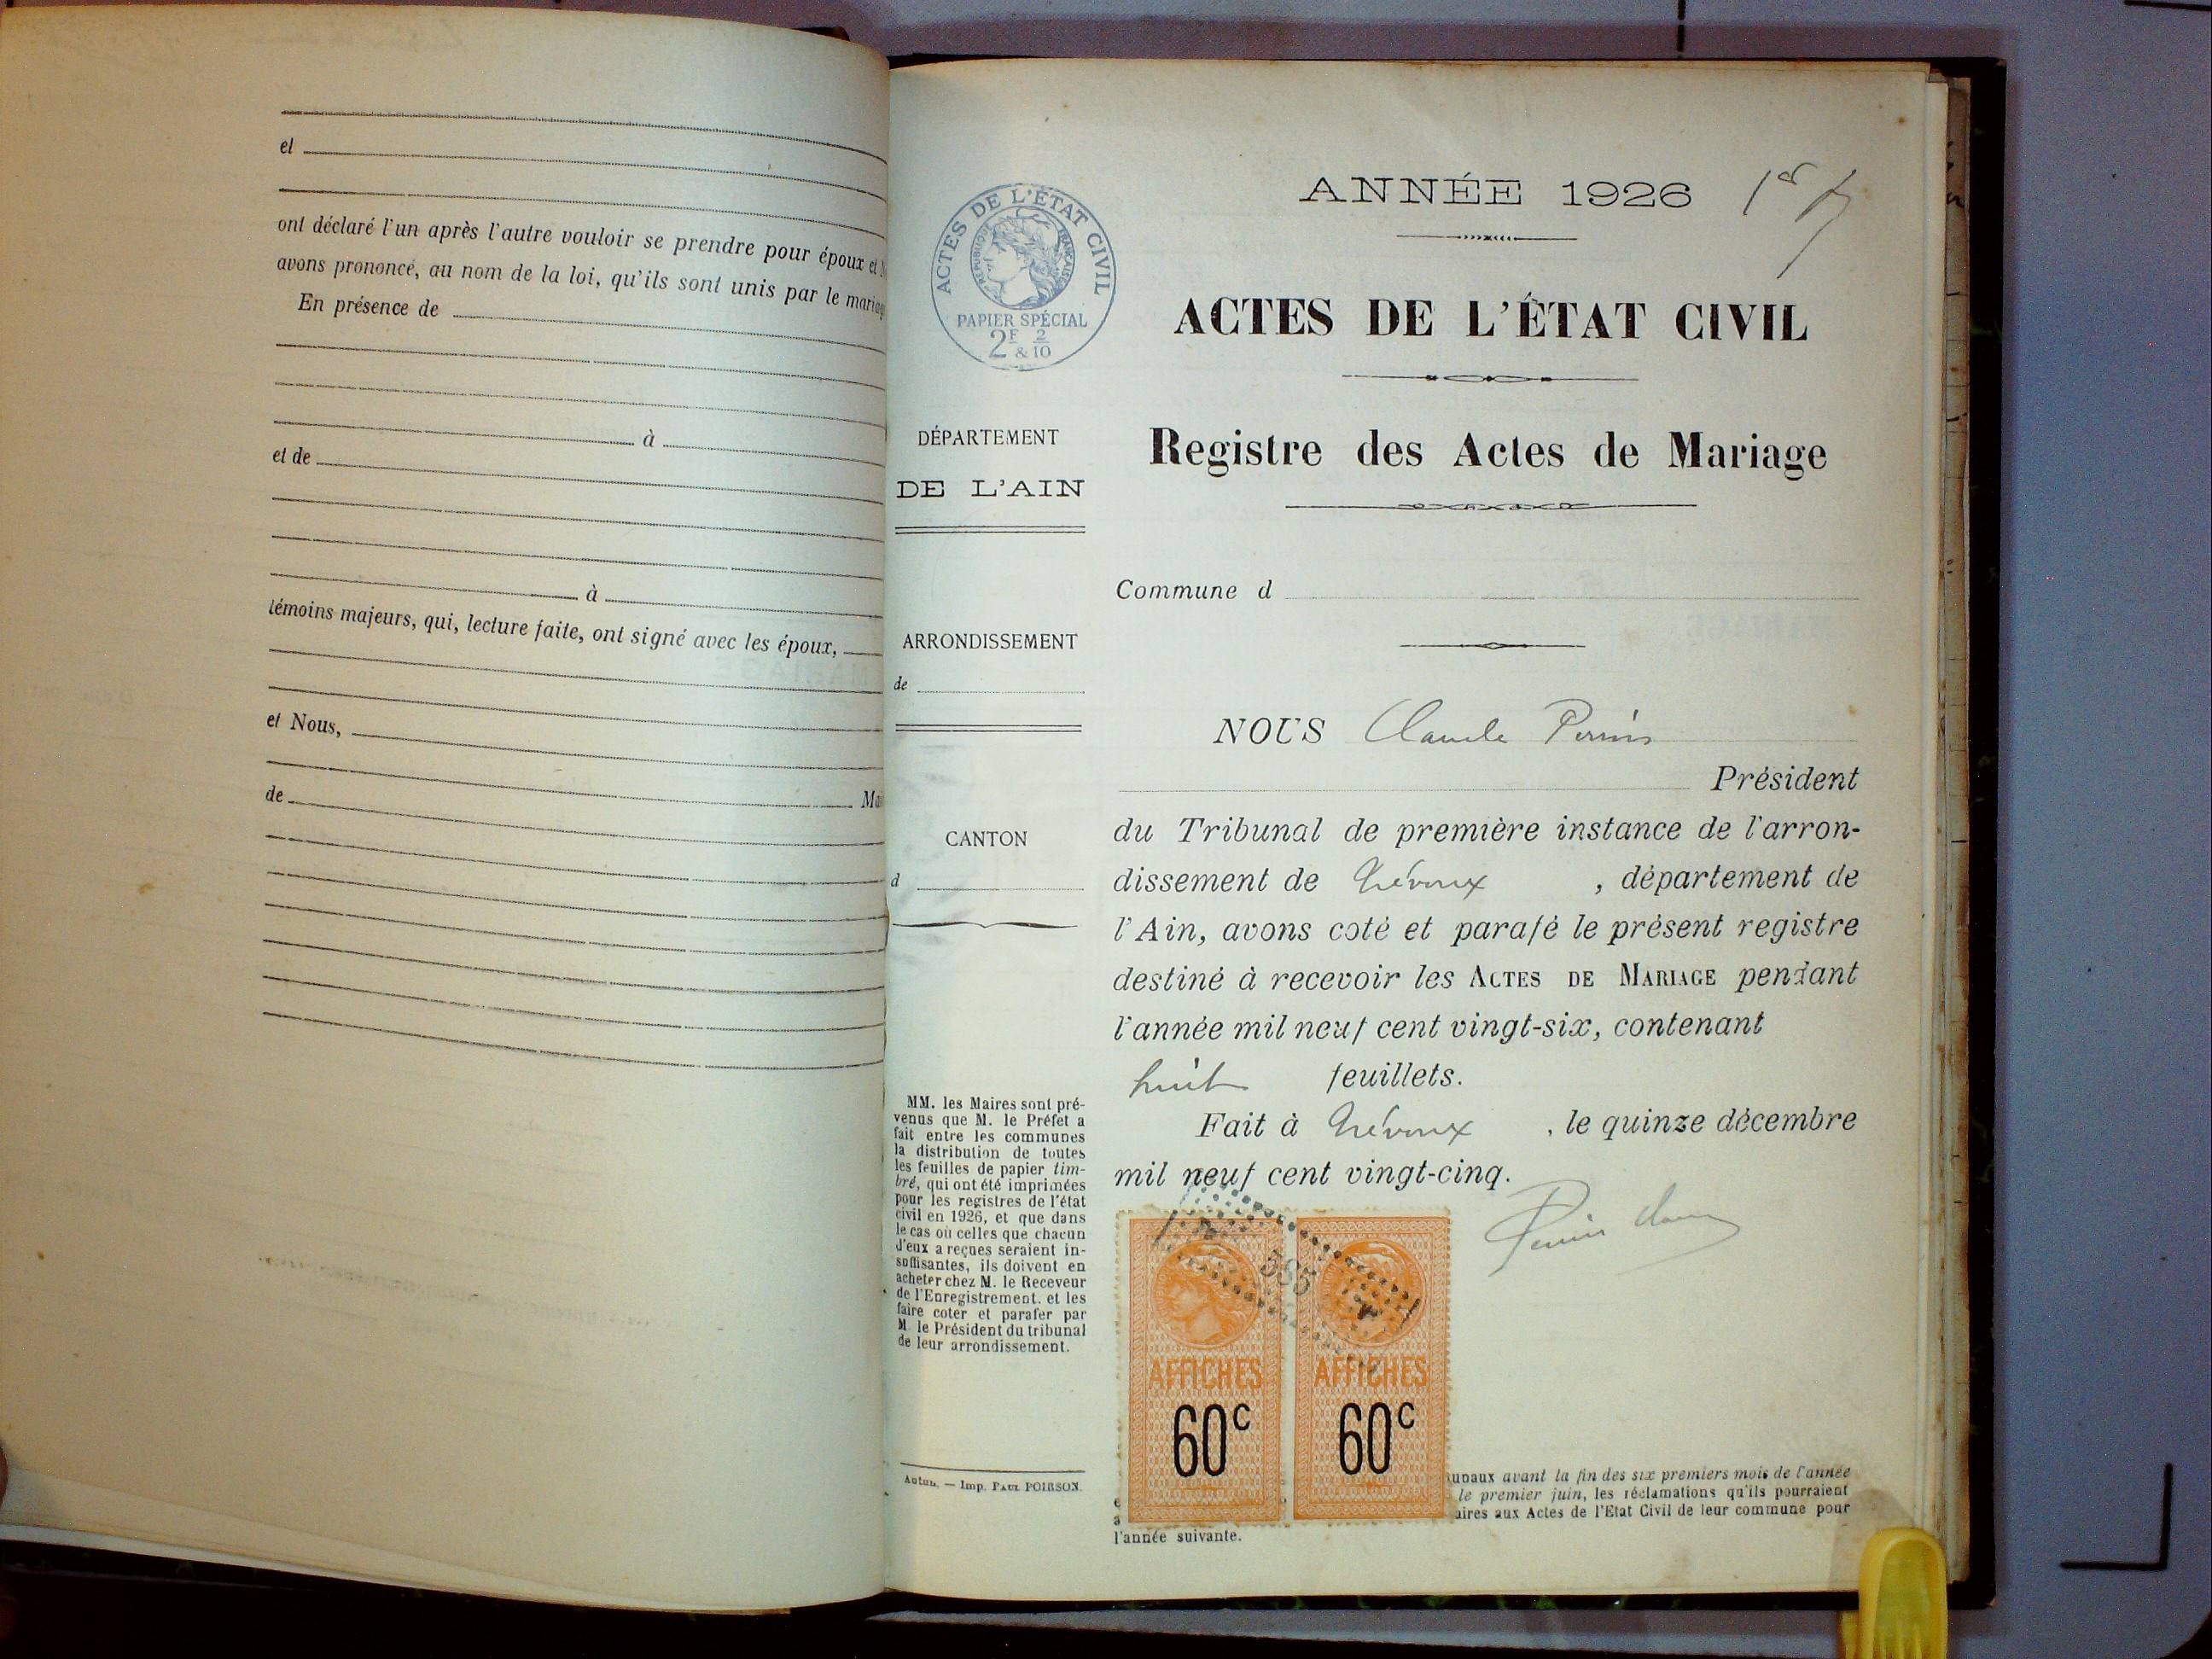 et
ont déclaré l'un après l'autre vouloir se prendre pour époux et
avons prononcé, au nom de la loi, qu'ils sont unis par le
En présence de
à
et de
à
témoins majeurs, qui, lecture faite, ont signé avec les époux,
et Nous,
de
ACTES DE L'ÉTAT CIVIL
RÉPUBLIQUE FRANÇAISE
PAPIER SPÉCIAL
2F & 2/10
DÉPARTEMENT
DE L'AIN
ARRONDISSEMENT
de
CANTON
d
MM. les Maires sont pré-
venus que M. le Préfet a
fait entre les communes
la distribution de toutes
les feuilles de papier tim-
bré, qui ont été imprimées
pour les registres de l'état
civil en 1926, et que dans
le cas où celles que chacun
d'eux a reçues seraient in-
suffisantes, ils doivent en
acheter chez M. le Receveur
de l'Enregistrement. et les
faire coter et parafer par
M. le Président du tribunal
de leur arrondissement.
Autun. — Imp. PAUL POIRSON.
ANNÉE 1926 1er
ACTES DE L'ÉTAT CIVIL
Registre des Actes de Mariage
Commune d
NOUS Claude Perrin
Président
du Tribunal de première instance de l'arron-
dissement de Trévoux , département de
l'Ain, avons coté et parafé le présent registre
destiné à recevoir les ACTES DE MARIAGE pendant
l'année mil neuf cent vingt-six, contenant
huit feuillets.
Fait à Trévoux , le quinze décembre
mil neuf cent vingt-cinq.
Perrin Claude
AFFICHES AFFICHES
60c 60c
avant la fin des six premiers mois de l'année
le premier juin, les réclamations qu'ils pourraient
aux Actes de l'Etat Civil de leur commune pour
l'année suivante.